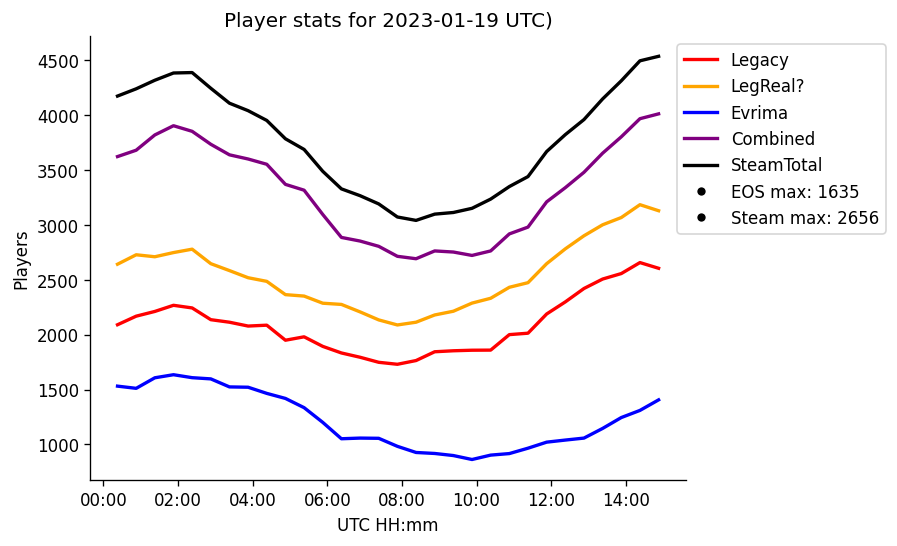 Player stats for 2023-01-19 UTC)
4500
4000
3500
3000
2500
2000
1500
1000
Players
00:00 02:00 04:00 06:00 08:00 10:00 12:00 14:00
UTC HH:mm
Legacy
LegReal?
Evrima
Combined
SteamTotal
EOS max: 1635
Steam max: 2656